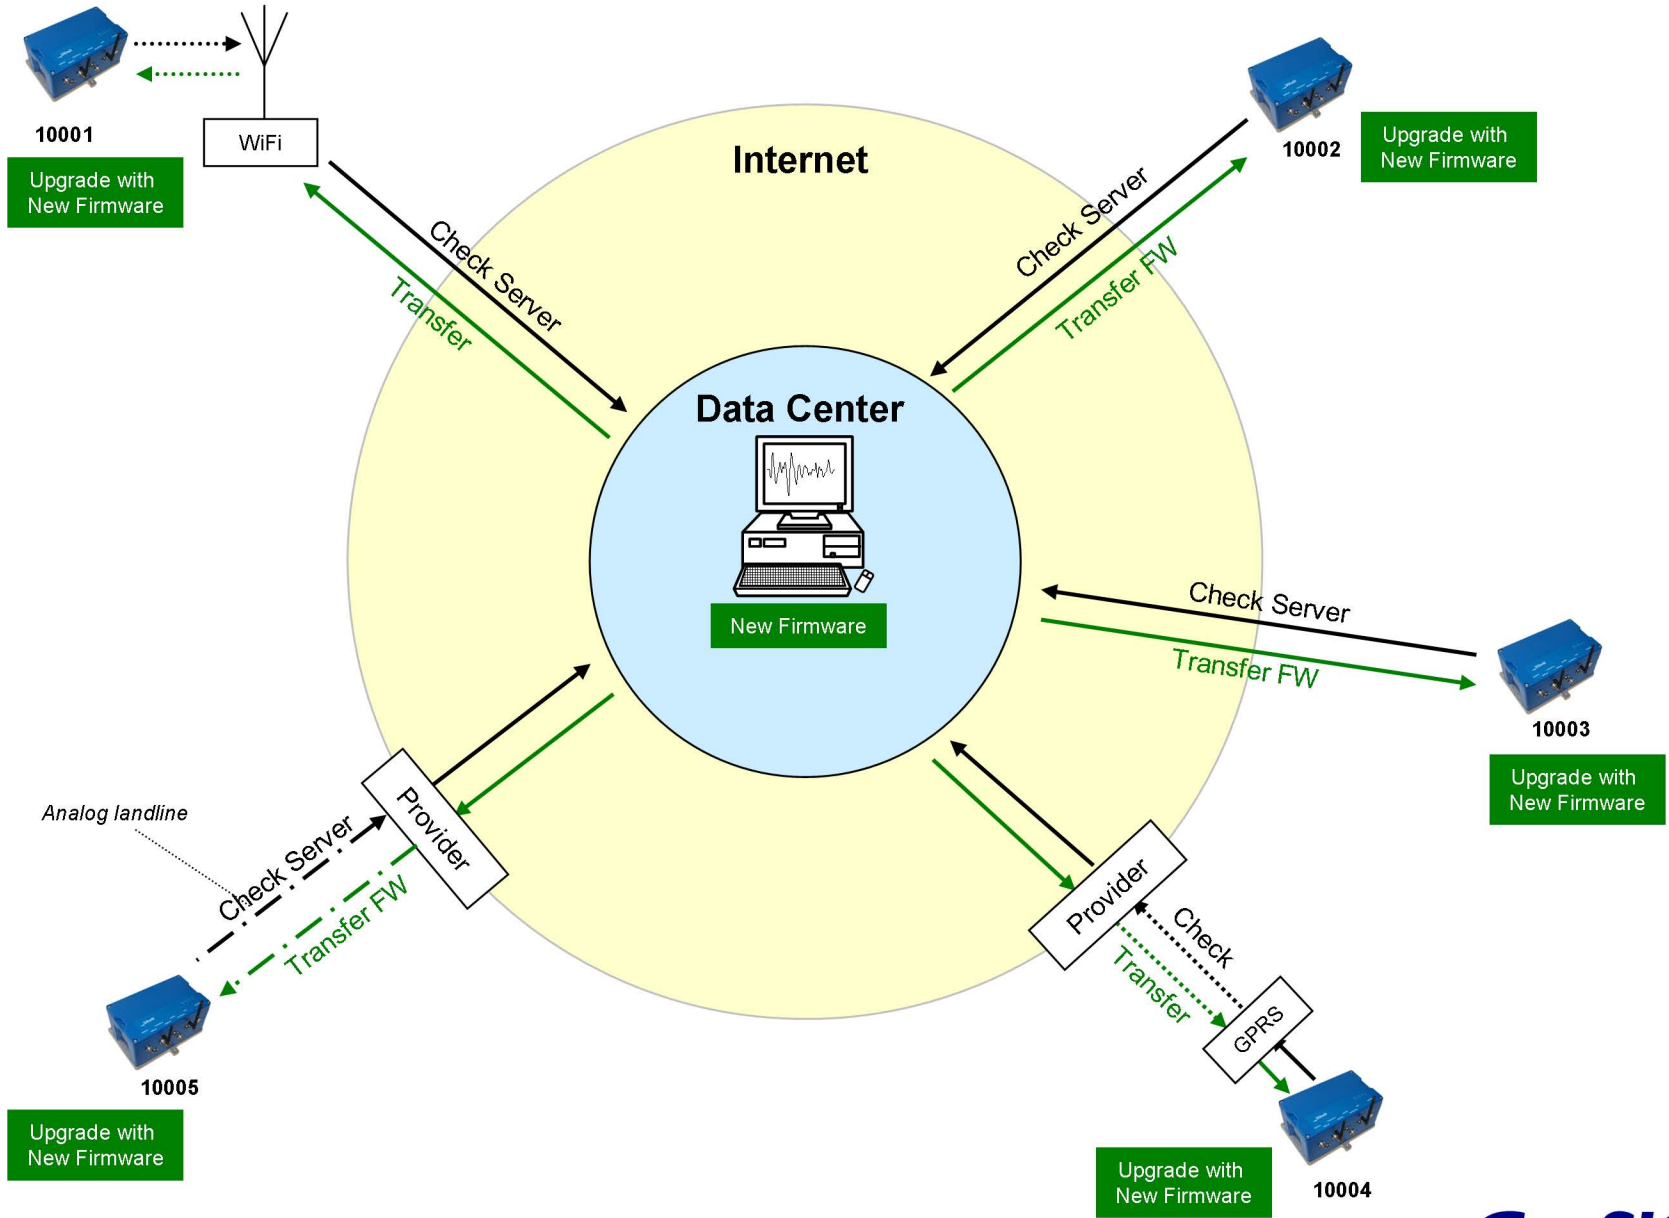 10001
WiFi
Upgrade with
New Firmware
Internet
10002
Upgrade with
New Firmware
Check Server
Transfer
Check Server
Transfer FW
Data Center
New Firmware
Check Server
Transfer FW
10003
Upgrade with
New Firmware
Analog landline
Provider
Check Server
Transfer FW
10005
Upgrade with
New Firmware
Provider
Check
Transfer
GPRS
Upgrade with
New Firmware
10004